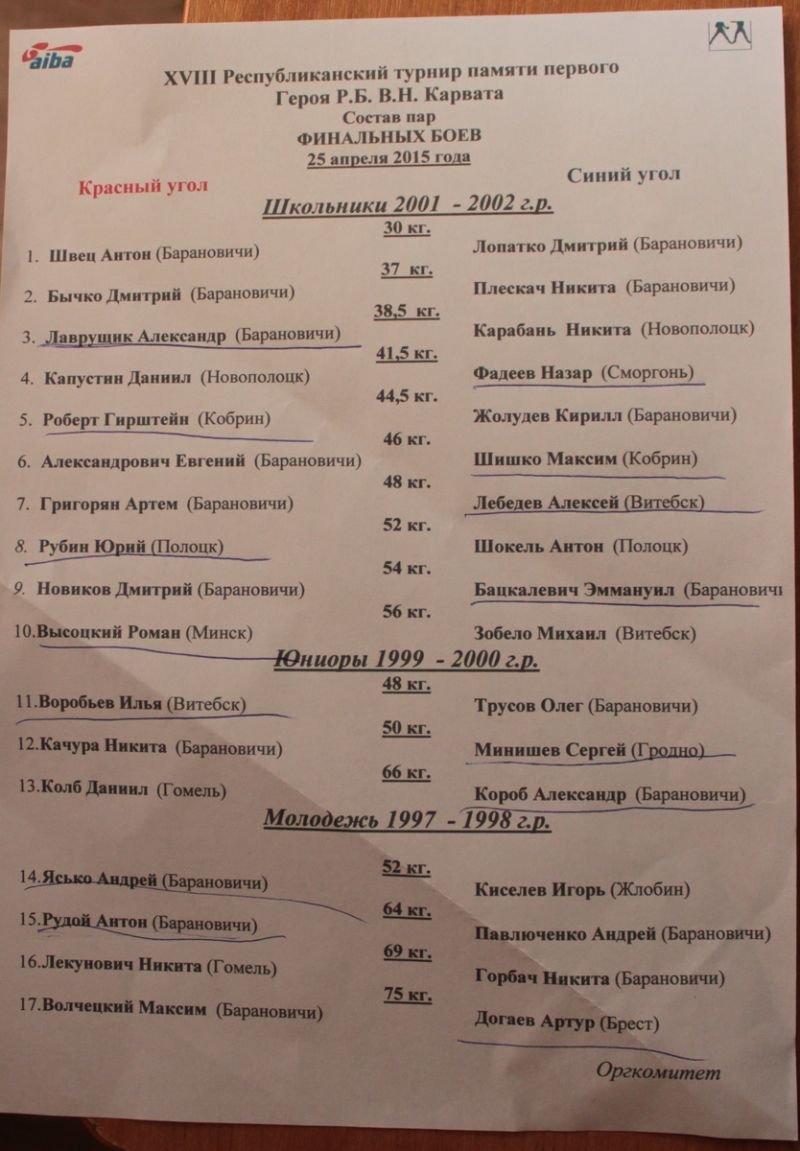 aiba
XVIII Республиканский турнир памяти первого
Героя Р.Б. В.Н. Карвата
Состав пар
ФИНАЛЬНЫХ БОЕВ
25 апреля 2015 года
Красный угол Синий угол
Школьники 2001 - 2002 г.р.
30 кг.
1. Швец Антон (Барановичи) Лопатко Дмитрий (Барановичи)
37 кг.
2. Бычко Дмитрий (Барановичи) Плескач Никита (Барановичи)
38,5 кг.
3. Лаврущик Александр (Барановичи) Карабань Никита (Новополоцк)
41,5 кг.
4. Капустин Даниил (Новополоцк) Фадеев Назар (Сморгонь)
44,5 кг.
5. Роберт Гирштейн (Кобрин) Жолудев Кирилл (Барановичи)
46 кг.
6. Александрович Евгений (Барановичи) Шишко Максим (Кобрин)
48 кг.
7. Григорян Артем (Барановичи) Лебедев Алексей (Витебск)
52 кг.
8. Рубин Юрий (Полоцк) Шокель Антон (Полоцк)
54 кг.
9. Новиков Дмитрий (Барановичи) Бацкалевич Эммануил (Барановичи
56 кг.
10.Высоцкий Роман (Минск) Зобело Михаил (Витебск)
Юниоры 1999 - 2000 г.р.
48 кг.
11.Воробьев Илья (Витебск) Трусов Олег (Барановичи)
50 кг.
12.Качура Никита (Барановичи) Минишев Сергей (Гродно)
66 кг.
13.Колб Даниил (Гомель) Короб Александр (Барановичи)
Молодежь 1997 - 1998 г.р.
52 кг.
14.Ясько Андрей (Барановичи) Киселев Игорь (Жлобин)
64 кг.
15.Рудой Антон (Барановичи) Павлюченко Андрей (Барановичи)
69 кг.
16.Лекунович Никита (Гомель) Горбач Никита (Барановичи)
75 кг.
17.Волчецкий Максим (Барановичи) Догаев Артур (Брест)
Оргкомитет